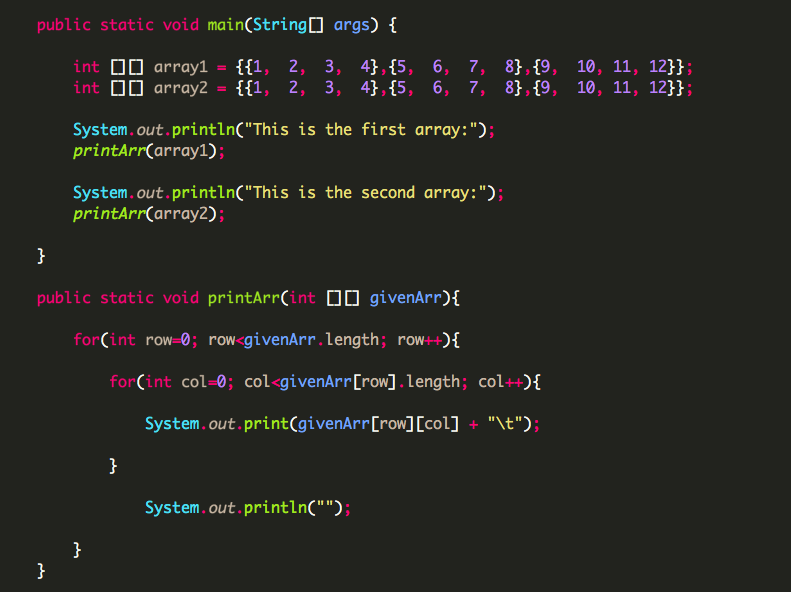 public static void main(String[] args) {
int [][] array1 = {{1, 2, 3, 4},{5, 6, 7, 8},{9, 10, 11, 12}};
int [][] array2 = {{1, 2, 3, 4},{5, 6, 7, 8},{9, 10, 11, 12}};
System.out.println("This is the first array:");
printArr(array1);
System.out.println("This is the second array:");
printArr(array2);
}
public static void printArr(int [][] givenArr){
for(int row=0; row<givenArr.length; row++){
for(int col=0; col<givenArr[row].length; col++){
System.out.print(givenArr[row][col] + "\t");
}
System.out.println("");
}
}